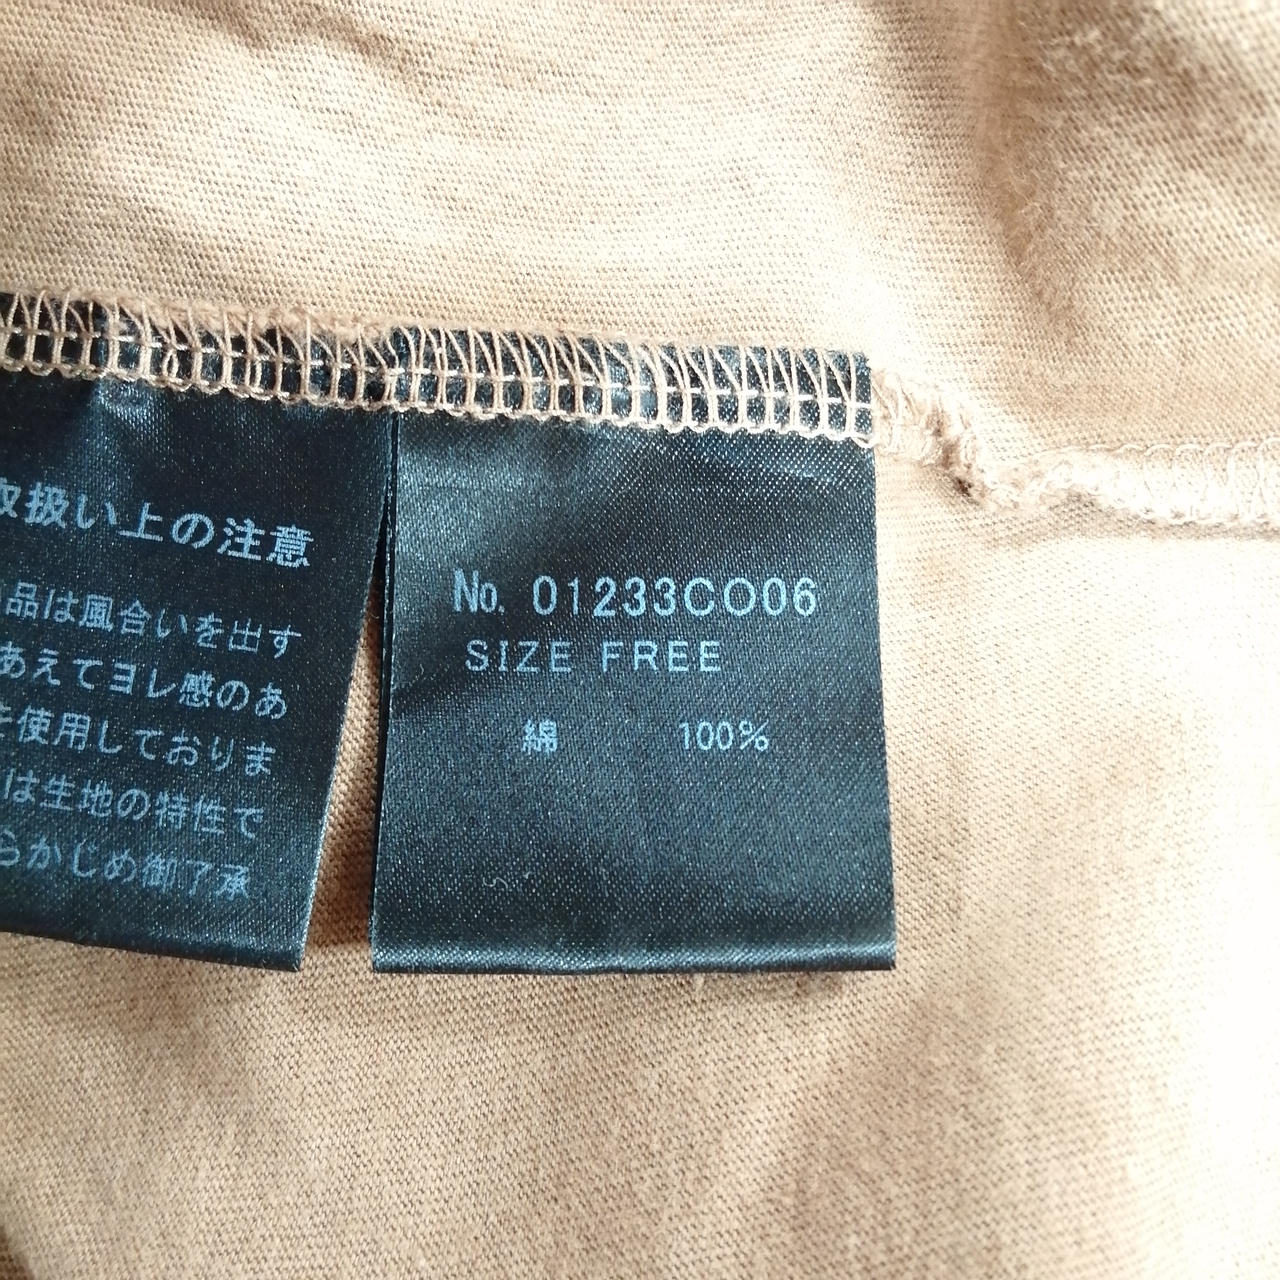 取扱い上の注意
品は風合いを出す
あえてヨレ感のあ
を使用しておりま
は生地の特性で
らかじめ御了承
No. 01233CO06
SIZE FREE
綿 100%